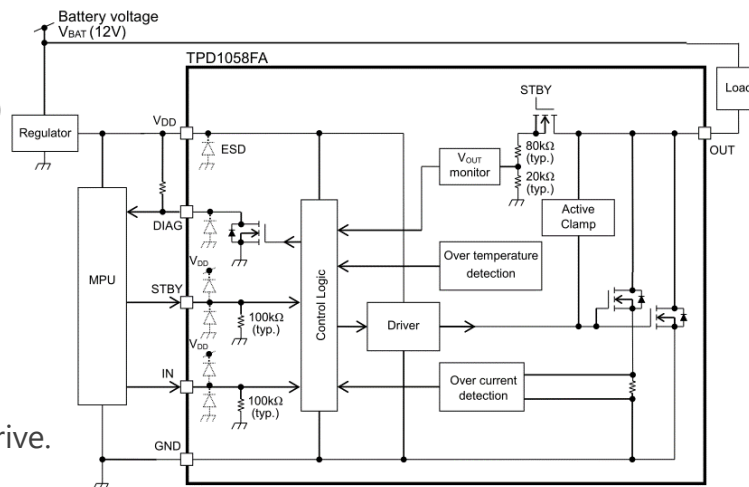 Battery voltage
VBAT (12V)
TPD1058FA
STBY
Load
Regulator
VDD
ESD
80kΩ
(typ.)
OUT
VOUT
monitor
20kΩ
(typ.)
DIAG
Active
Clamp
MPU
VDD
Control Logic
Over temperature
detection
STBY
100kΩ
(typ.)
Driver
VDD
IN
Over current
detection
100kΩ
(typ.)
rive.
GND